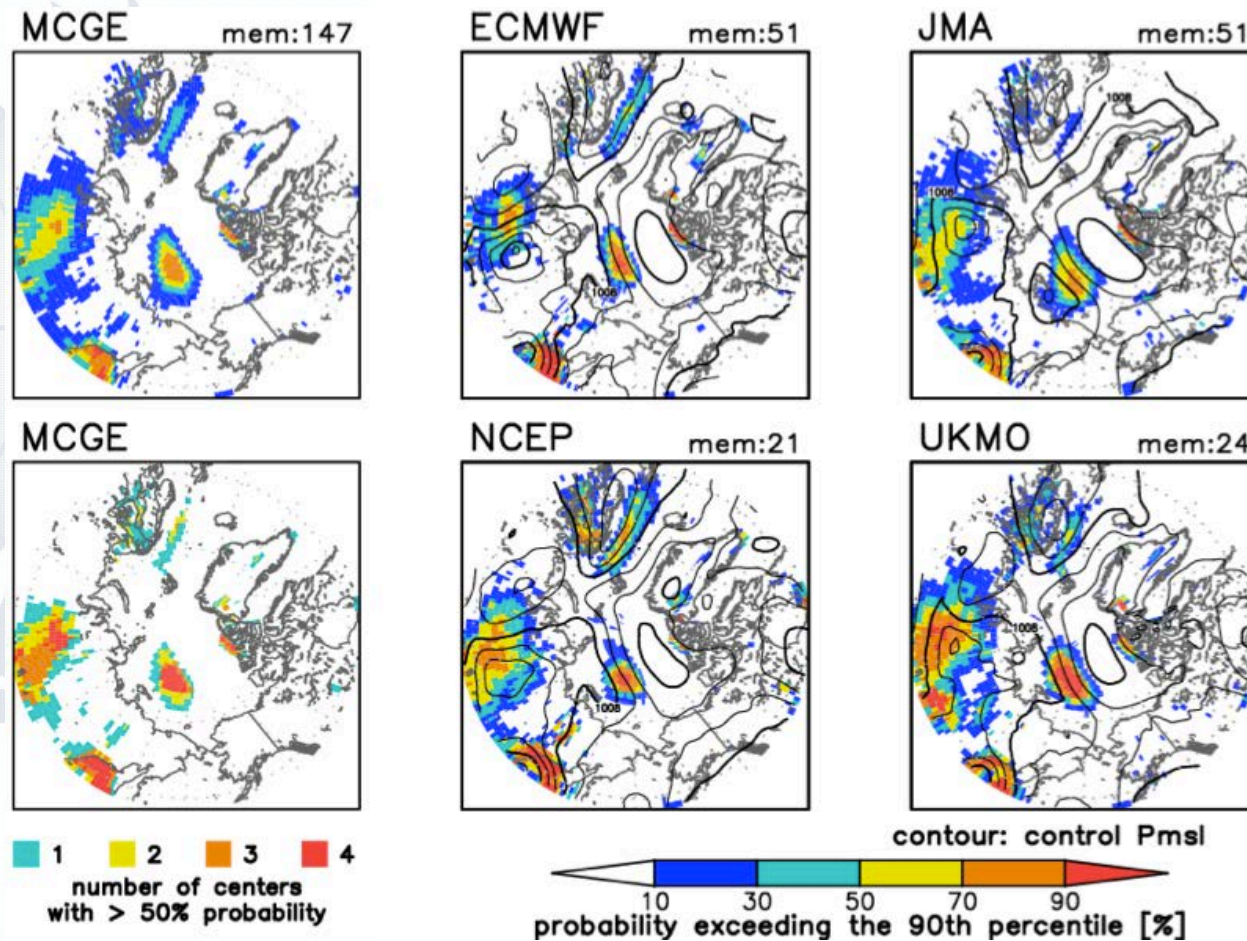 MCGE mem:147
ECMWF mem:51
JMA mem:51
1008
1008
1008
MCGE
NCEP mem:21
UKMO mem:24
1008
1008
1 2 3 4
number of centers
with > 50% probability
contour: control Pmsl
10 30 50 70 90
probability exceeding the 90th percentile [%]